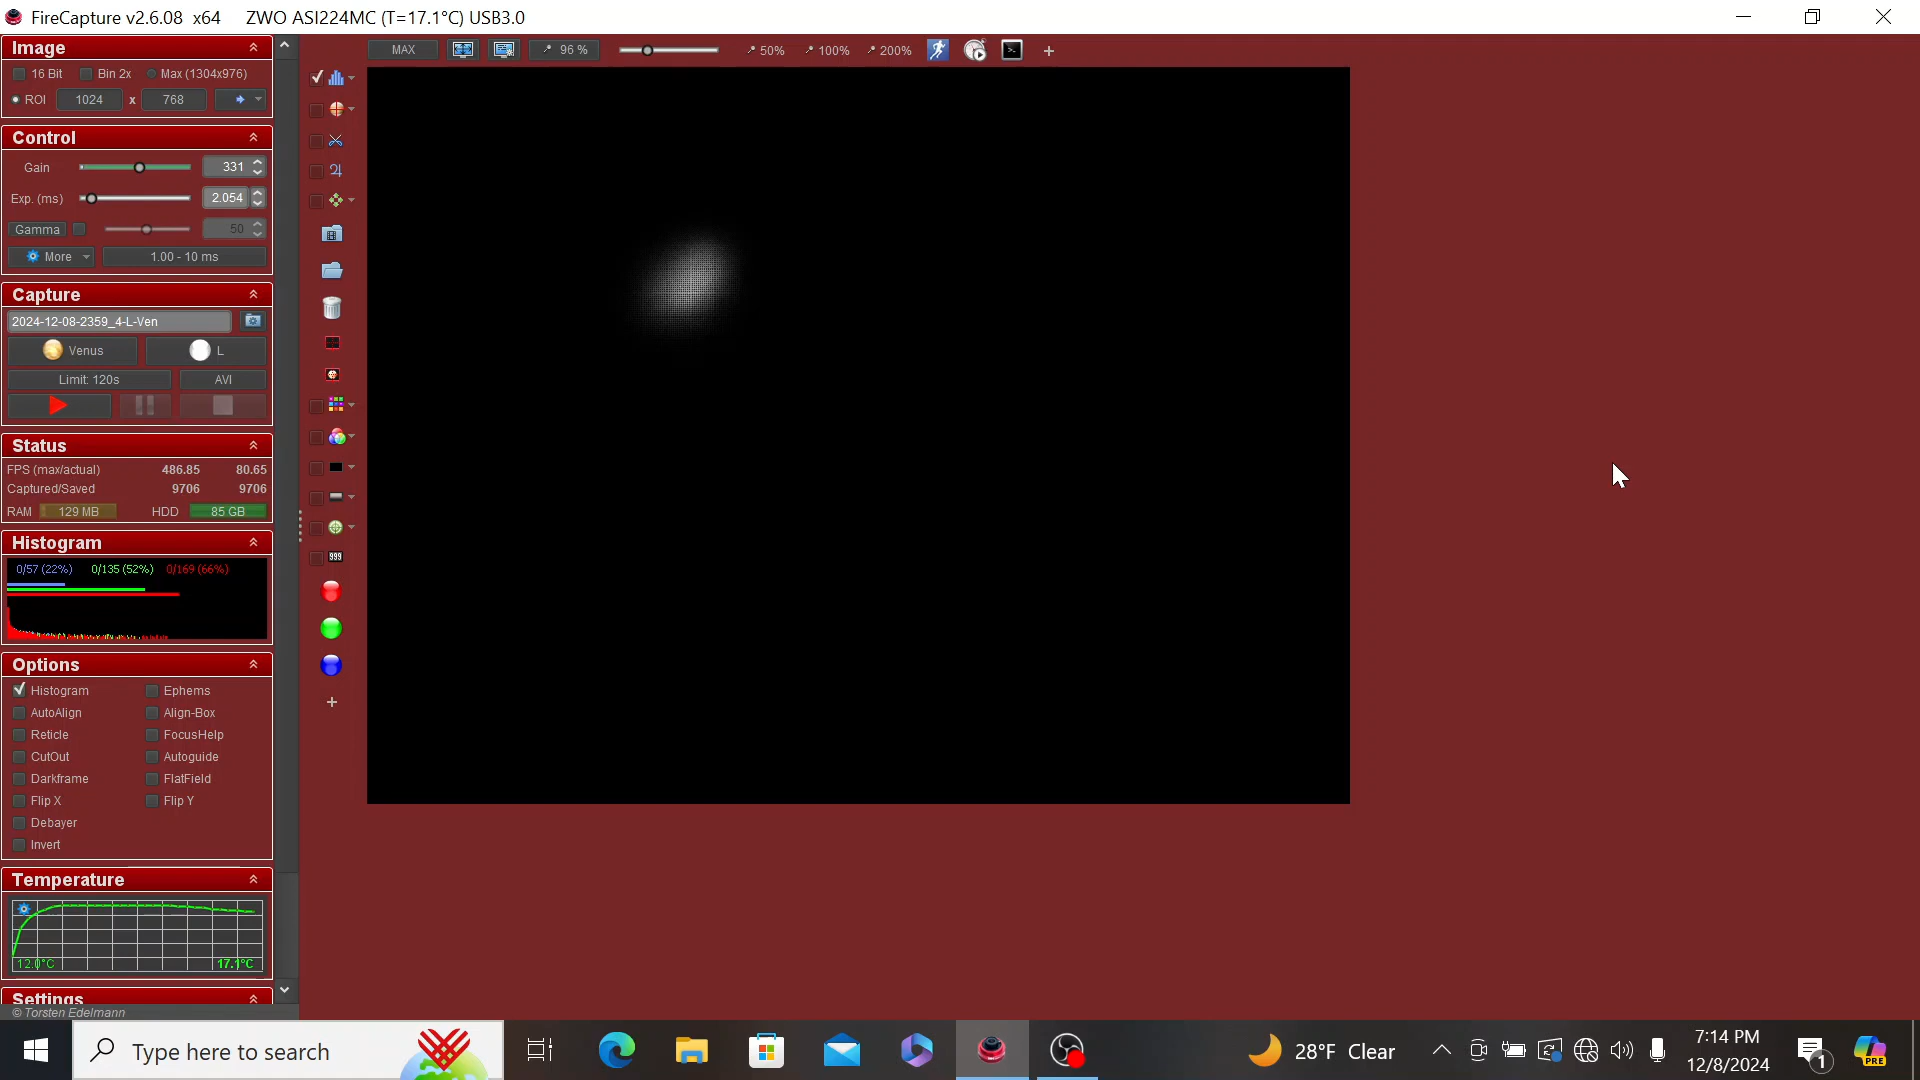 FireCapture v2.6.08 x64 ZWO ASI224MC (T=17.1°C) USB3.0
MAX 96 % 50% 100% 200%
Image
16 Bit Bin 2x Max (1304x976)
ROI 1024 x 768
Control
Gain 331
Exp. (ms) 2.054
Gamma 50
More 1.00 - 10 ms
Capture
2024-12-08-2359_4-L-Ven
Venus L
Limit: 120s AVI
Status
FPS (max/actual) 486.85 80.65
Captured/Saved 9706 9706
RAM 129 MB HDD 85 GB
Histogram
0/57 (22%) 0/135 (52%) 0/169 (66%)
Options
Histogram Ephems
AutoAlign Align-Box
Reticle FocusHelp
CutOut Autoguide
Darkframe FlatField
Flip X Flip Y
Debayer
Invert
Temperature
12.0°C 17.1°C
Settings
© Torsten Edelmann
999
Type here to search
28°F Clear
7:14 PM
12/8/2024
1
PRE